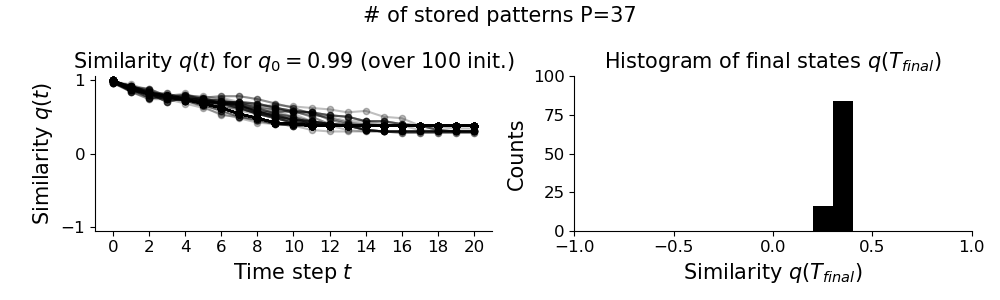 # of stored patterns P=37
Similarity q(t) for q₀ = 0.99 (over 100 init.)
1
0
−1
Similarity q(t)
0 2 4 6 8 10 12 14 16 18 20
Time step t
Histogram of final states q(T_final)
100
75
50
25
0
Counts
−1.0 −0.5 0.0 0.5 1.0
Similarity q(T_final)